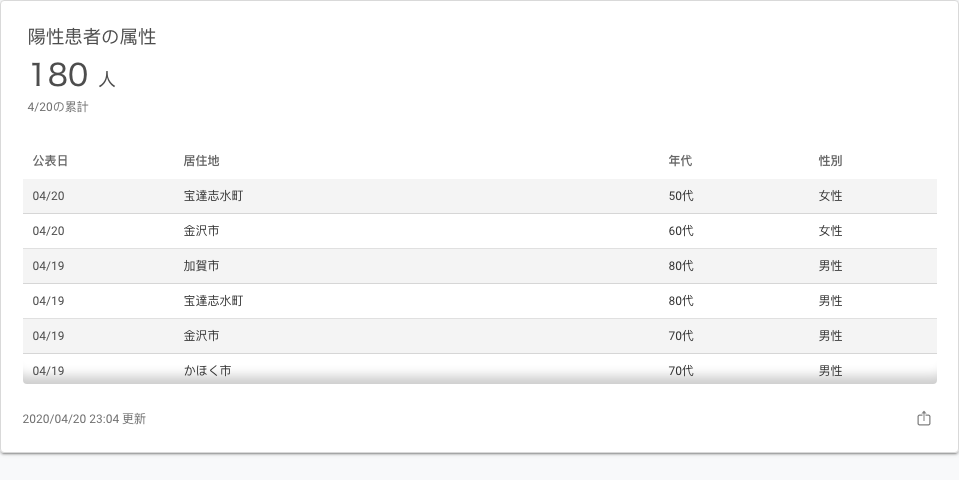 陽性患者の属性
180 人
4/20の累計
公表日 居住地 年代 性別
04/20 宝達志水町 50代 女性
04/20 金沢市 60代 女性
04/19 加賀市 80代 男性
04/19 宝達志水町 80代 男性
04/19 金沢市 70代 男性
04/19 かほく市 70代 男性
2020/04/20 23:04 更新